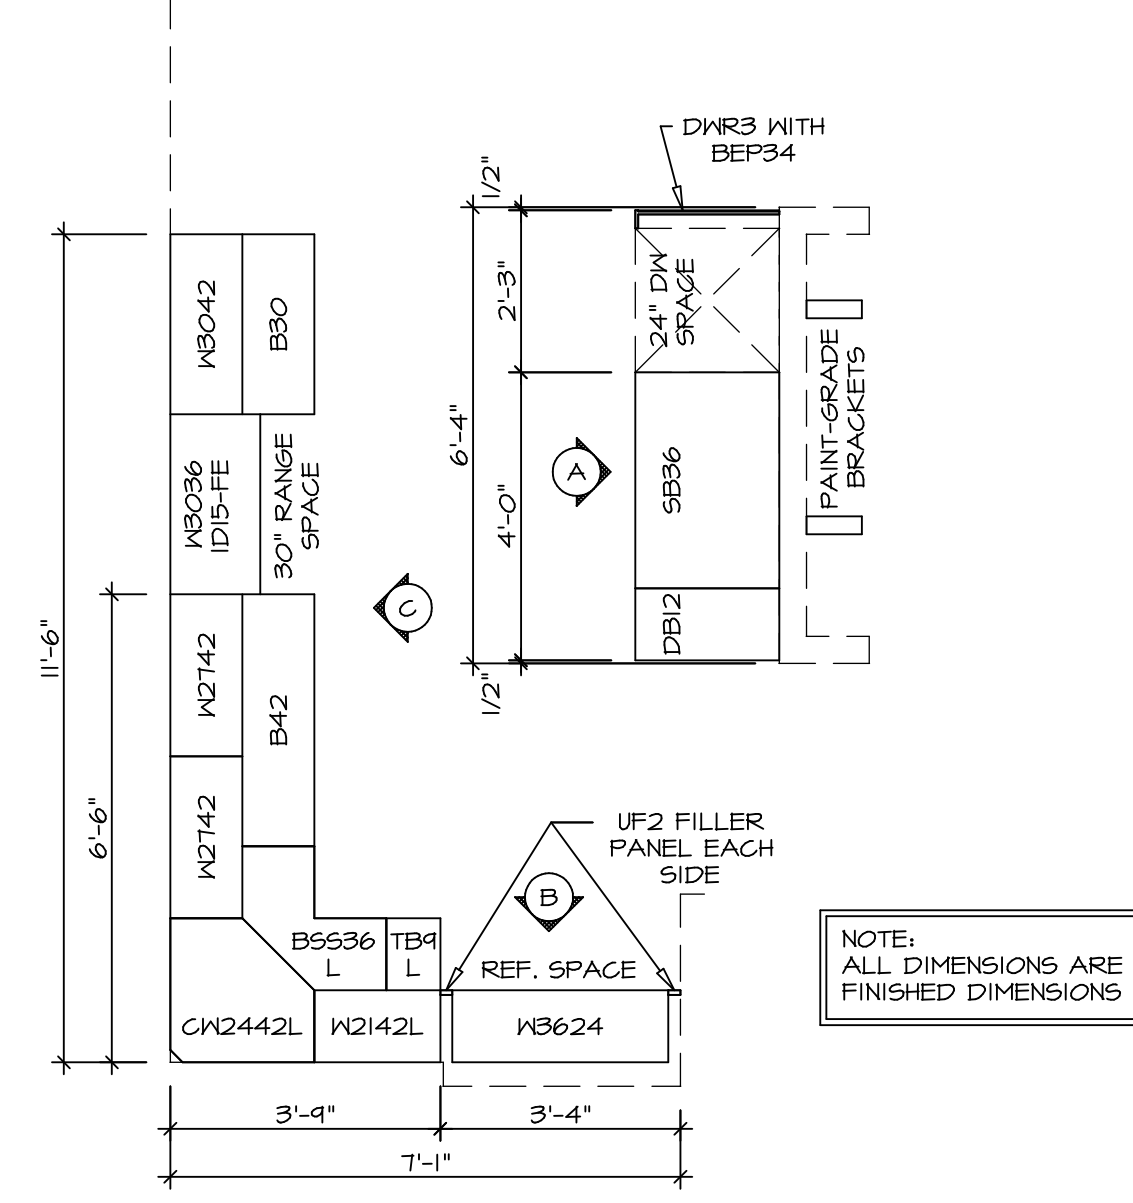 DWR3 WITH
BEP34
1/2"
2'-3"
24" DW
SPACE
W3042
B30
PAINT-GRADE
BRACKETS
6'-4"
A
SB36
W3036
1D15-FE
30" RANGE
SPACE
4'-0"
C
DB12
11'-6"
W2742
B42
1/2"
6'-6"
W2742
UF2 FILLER
PANEL EACH
SIDE
B
BSS36
L
TB9
L
REF. SPACE
NOTE:
ALL DIMENSIONS ARE
FINISHED DIMENSIONS
CW2442L
W2142L
W3624
3'-9"
3'-4"
7'-1"